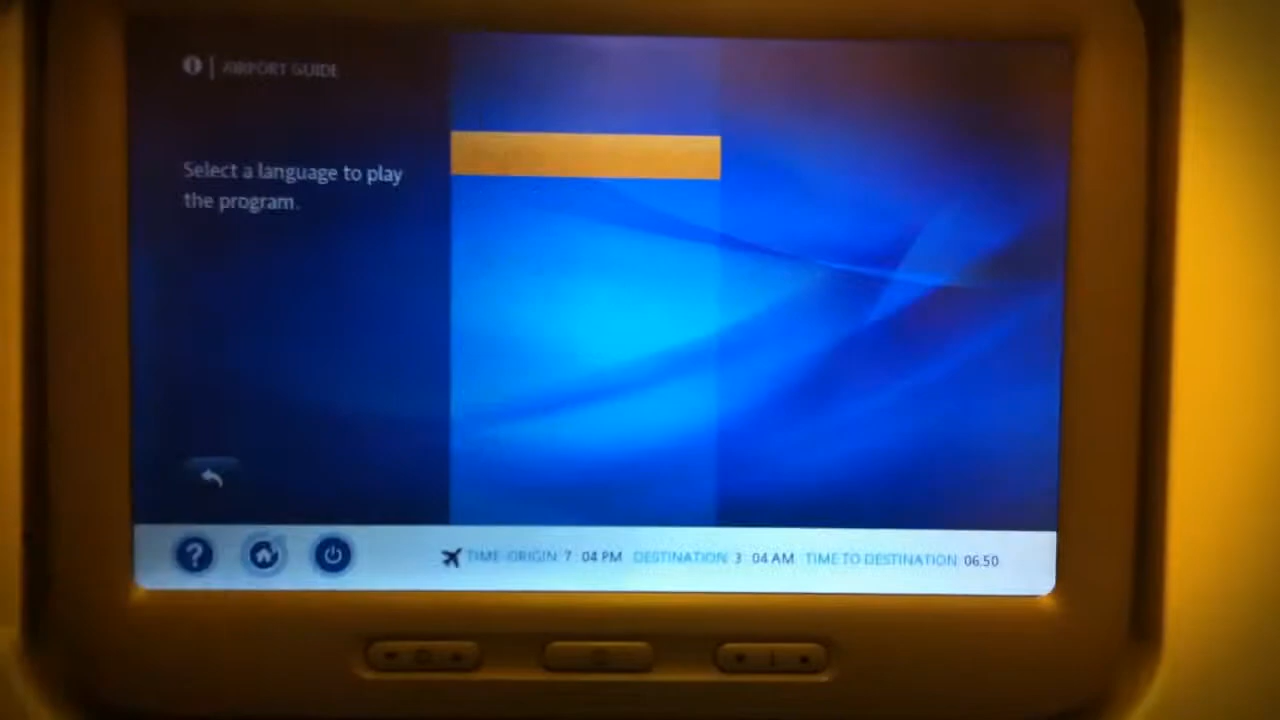 AIRPORT GUIDE
Select a language to play
the program.
TIME ORIGIN 7 04 PM DESTINATION 3 04 AM TIME TO DESTINATION 06.50